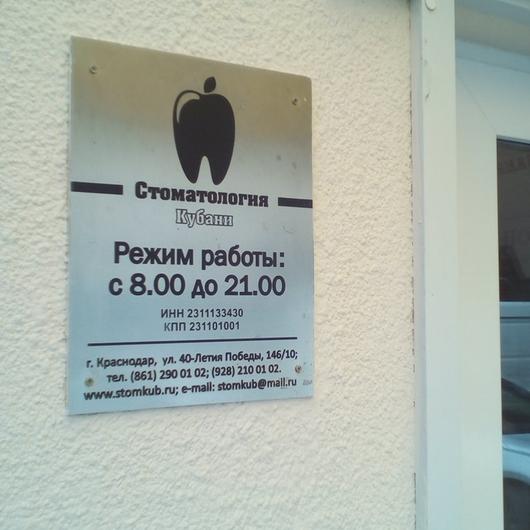 Стоматология
Кубани
Режим работы:
с 8.00 до 21.00
ИНН 2311133430
КПП 231101001
г. Краснодар, ул. 40-Летия Победы, 146/10;
тел. (861) 290 01 02; (928) 210 01 02.
www.stomkub.ru; e-mail: stomkub@mail.ru